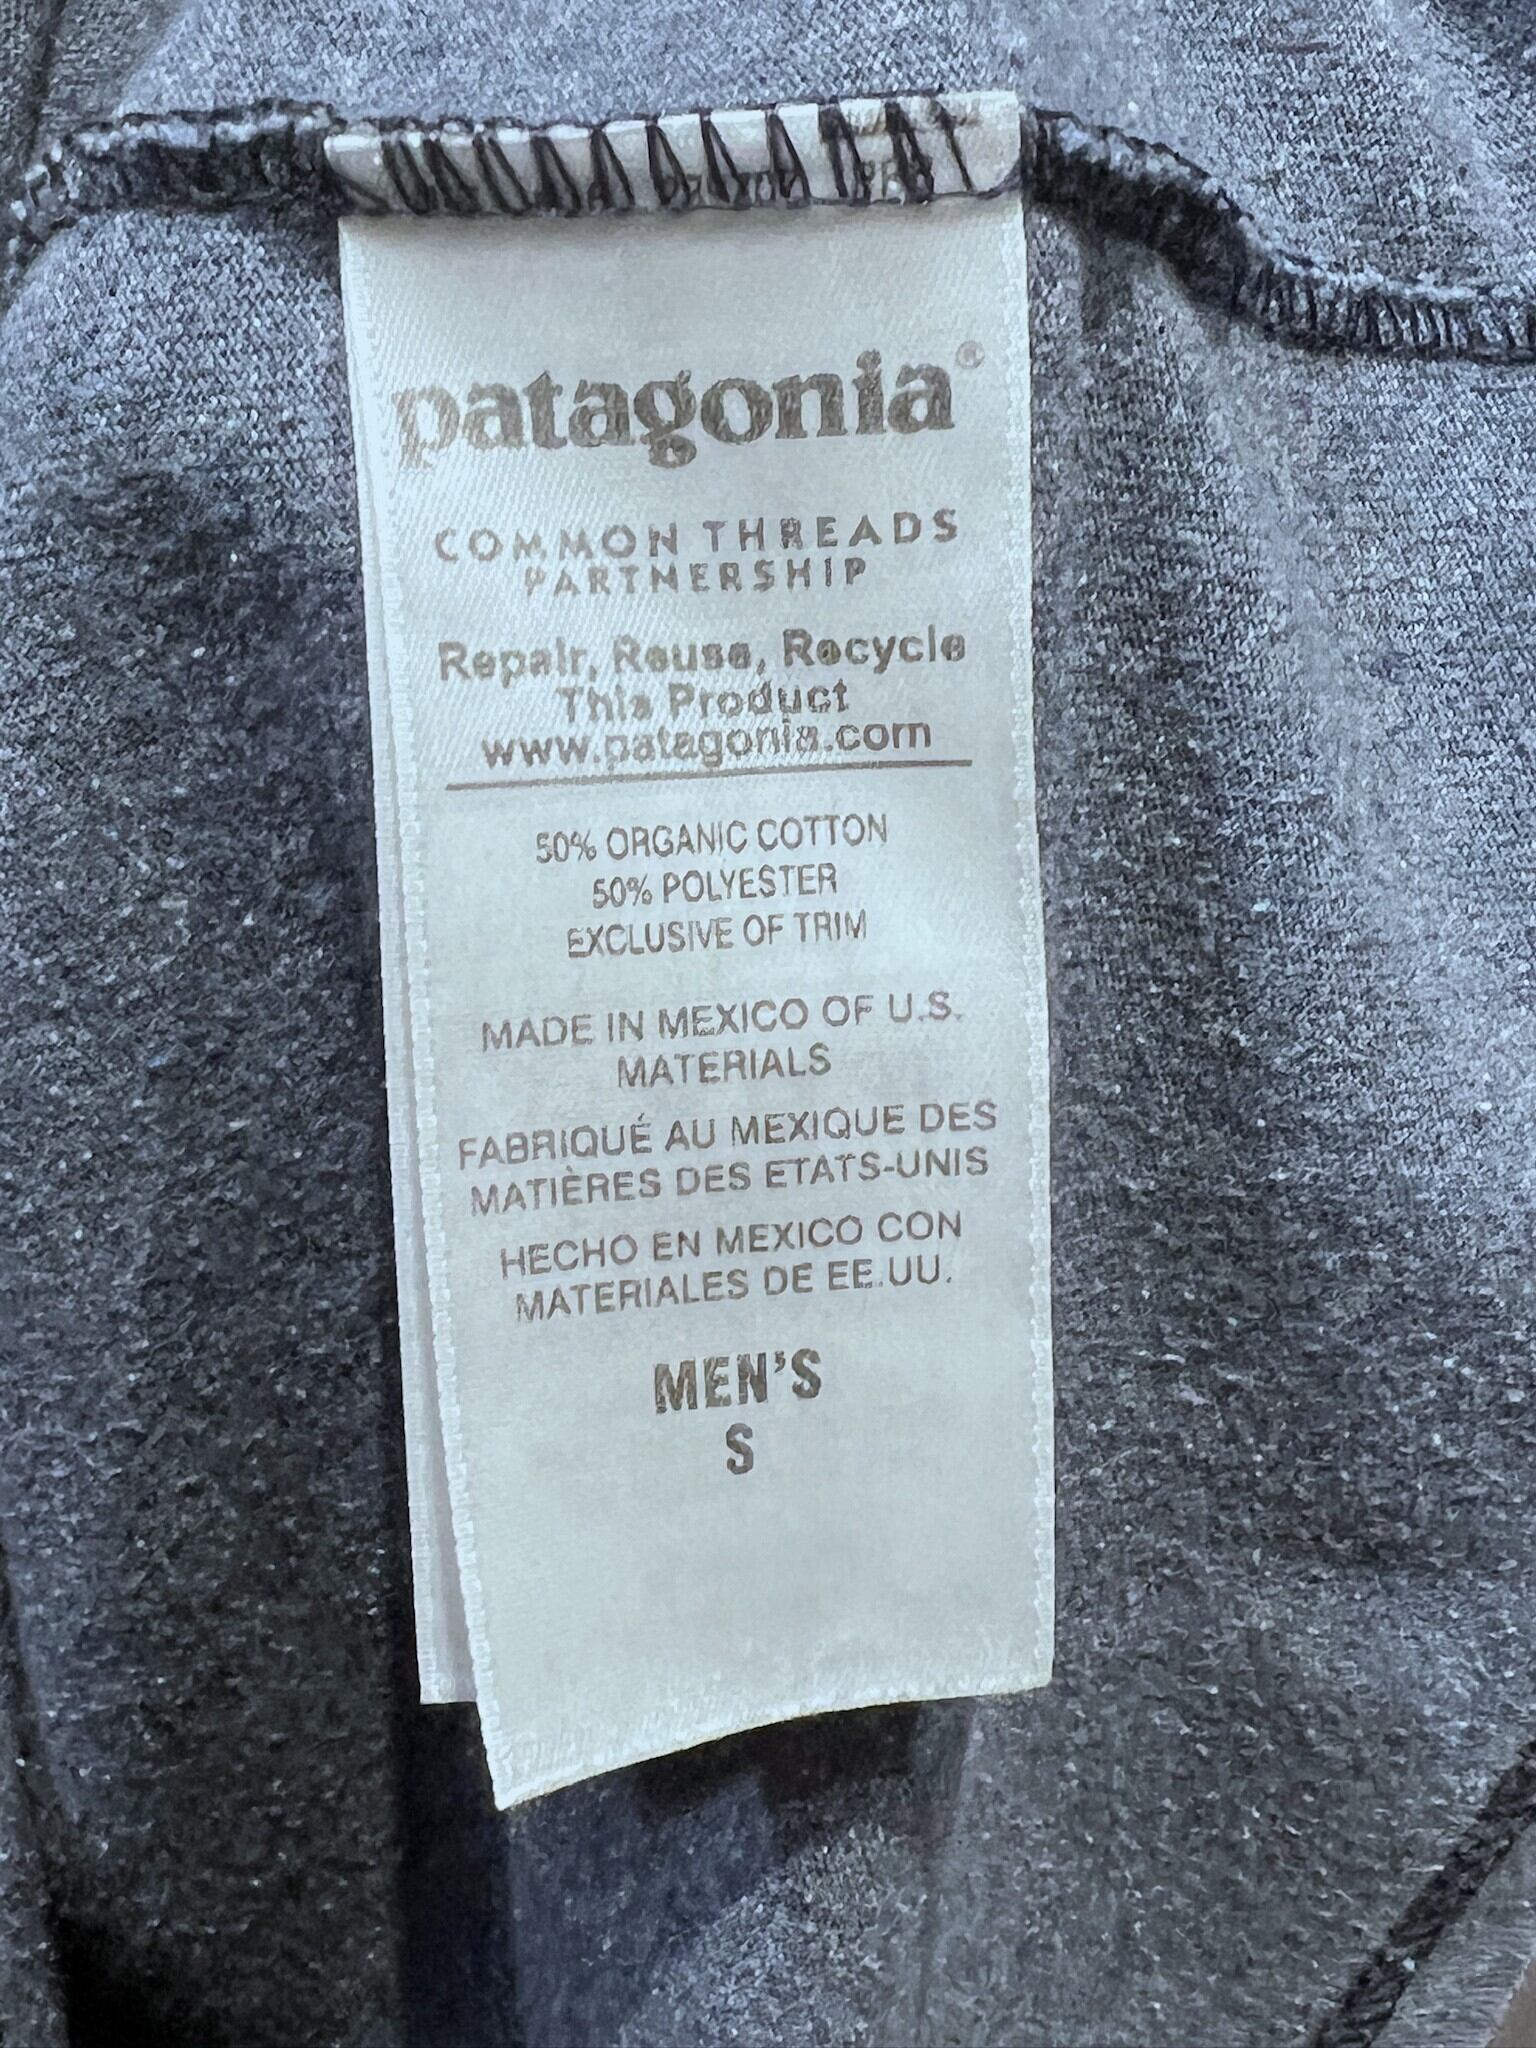 patagonia®
COMMON THREADS
PARTNERSHIP
Repair, Reuse, Recycle
This Product
www.patagonia.com
50% ORGANIC COTTON
50% POLYESTER
EXCLUSIVE OF TRIM
MADE IN MEXICO OF U.S.
MATERIALS
FABRIQUÉ AU MEXIQUE DES
MATIÈRES DES ETATS-UNIS
HECHO EN MEXICO CON
MATERIALES DE EE.UU.
MEN'S
S